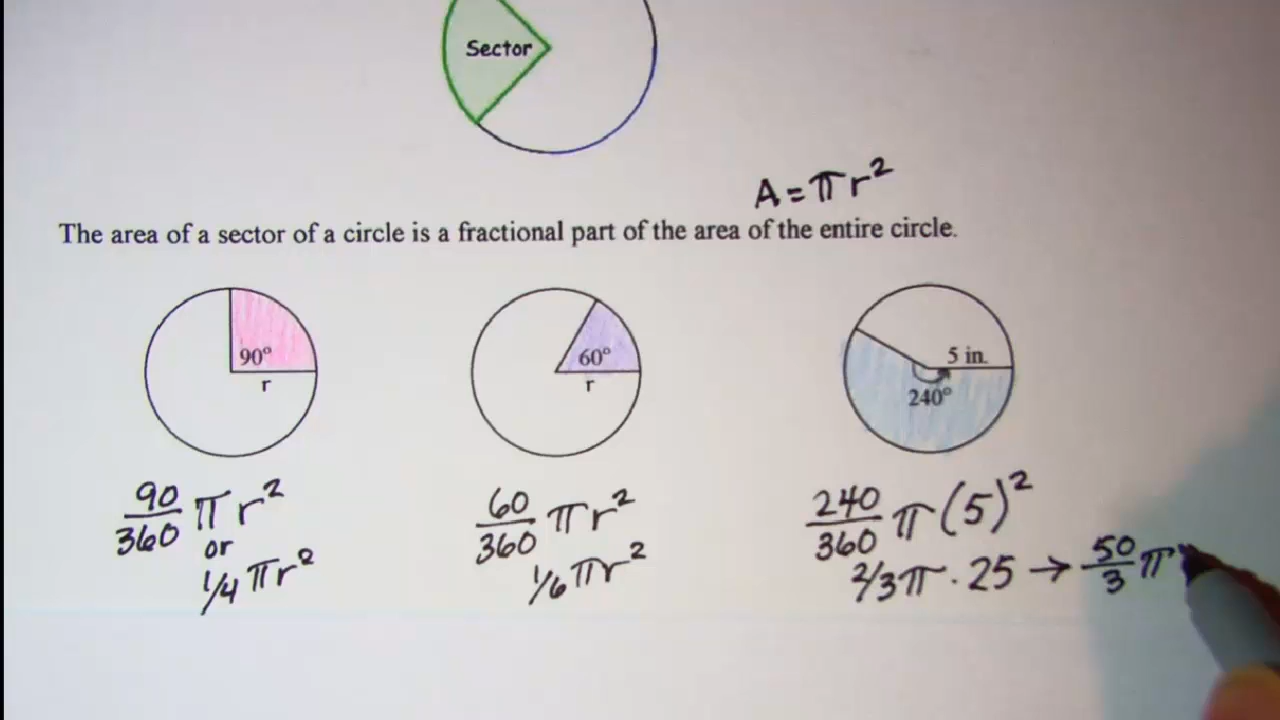 Sector
A = πr²
The area of a sector of a circle is a fractional part of the area of the entire circle.
90°
r
60°
r
5 in.
240°
90/360 πr²
or
1/4 πr²
60/360 πr²
1/6 πr²
240/360 π(5)²
2/3π · 25 → 50/3 π